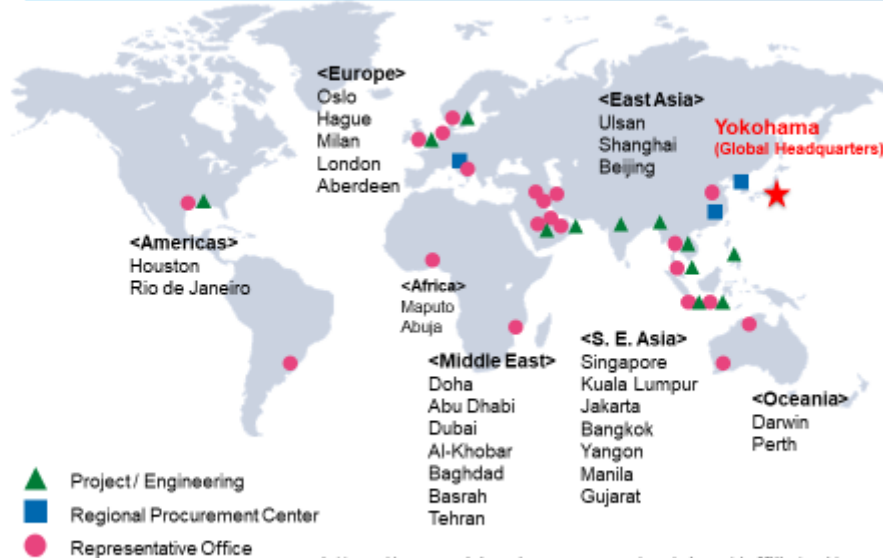 <Europe>
Oslo
Hague
Milan
London
Aberdeen
<East Asia>
Ulsan
Shanghai
Beijing
Yokohama
(Global Headquarters)
<Americas>
Houston
Rio de Janeiro
<Africa>
Maputo
Abuja
<Middle East>
Doha
Abu Dhabi
Dubai
Al-Khobar
Baghdad
Basrah
Tehran
<S. E. Asia>
Singapore
Kuala Lumpur
Jakarta
Bangkok
Yangon
Manila
Gujarat
<Oceania>
Darwin
Perth
Project / Engineering
Regional Procurement Center
Representative Office